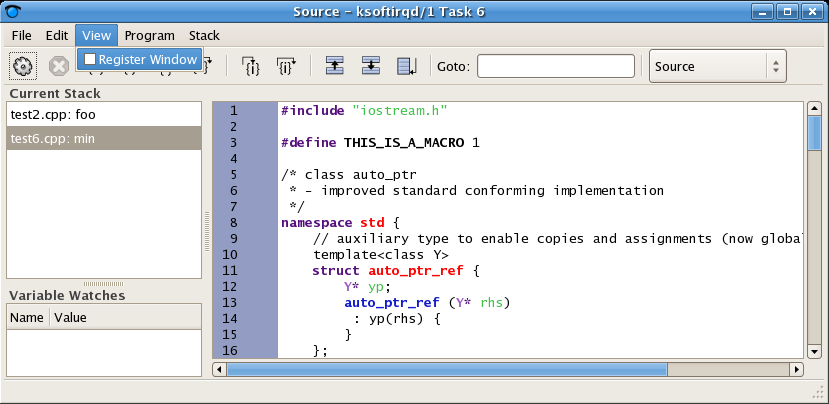 Source - ksoftirqd/1 Task 6
File Edit View Program Stack
Register Window
Goto: Source
Current Stack
test2.cpp: foo
test6.cpp: min
Variable Watches
Name Value
1 #include "iostream.h"
2
3 #define THIS_IS_A_MACRO 1
4
5 /* class auto_ptr
6 * - improved standard conforming implementation
7 */
8 namespace std {
9 // auxiliary type to enable copies and assignments (now global
10 template<class Y>
11 struct auto_ptr_ref {
12 Y* yp;
13 auto_ptr_ref (Y* rhs)
14 : yp(rhs) {
15 }
16 };